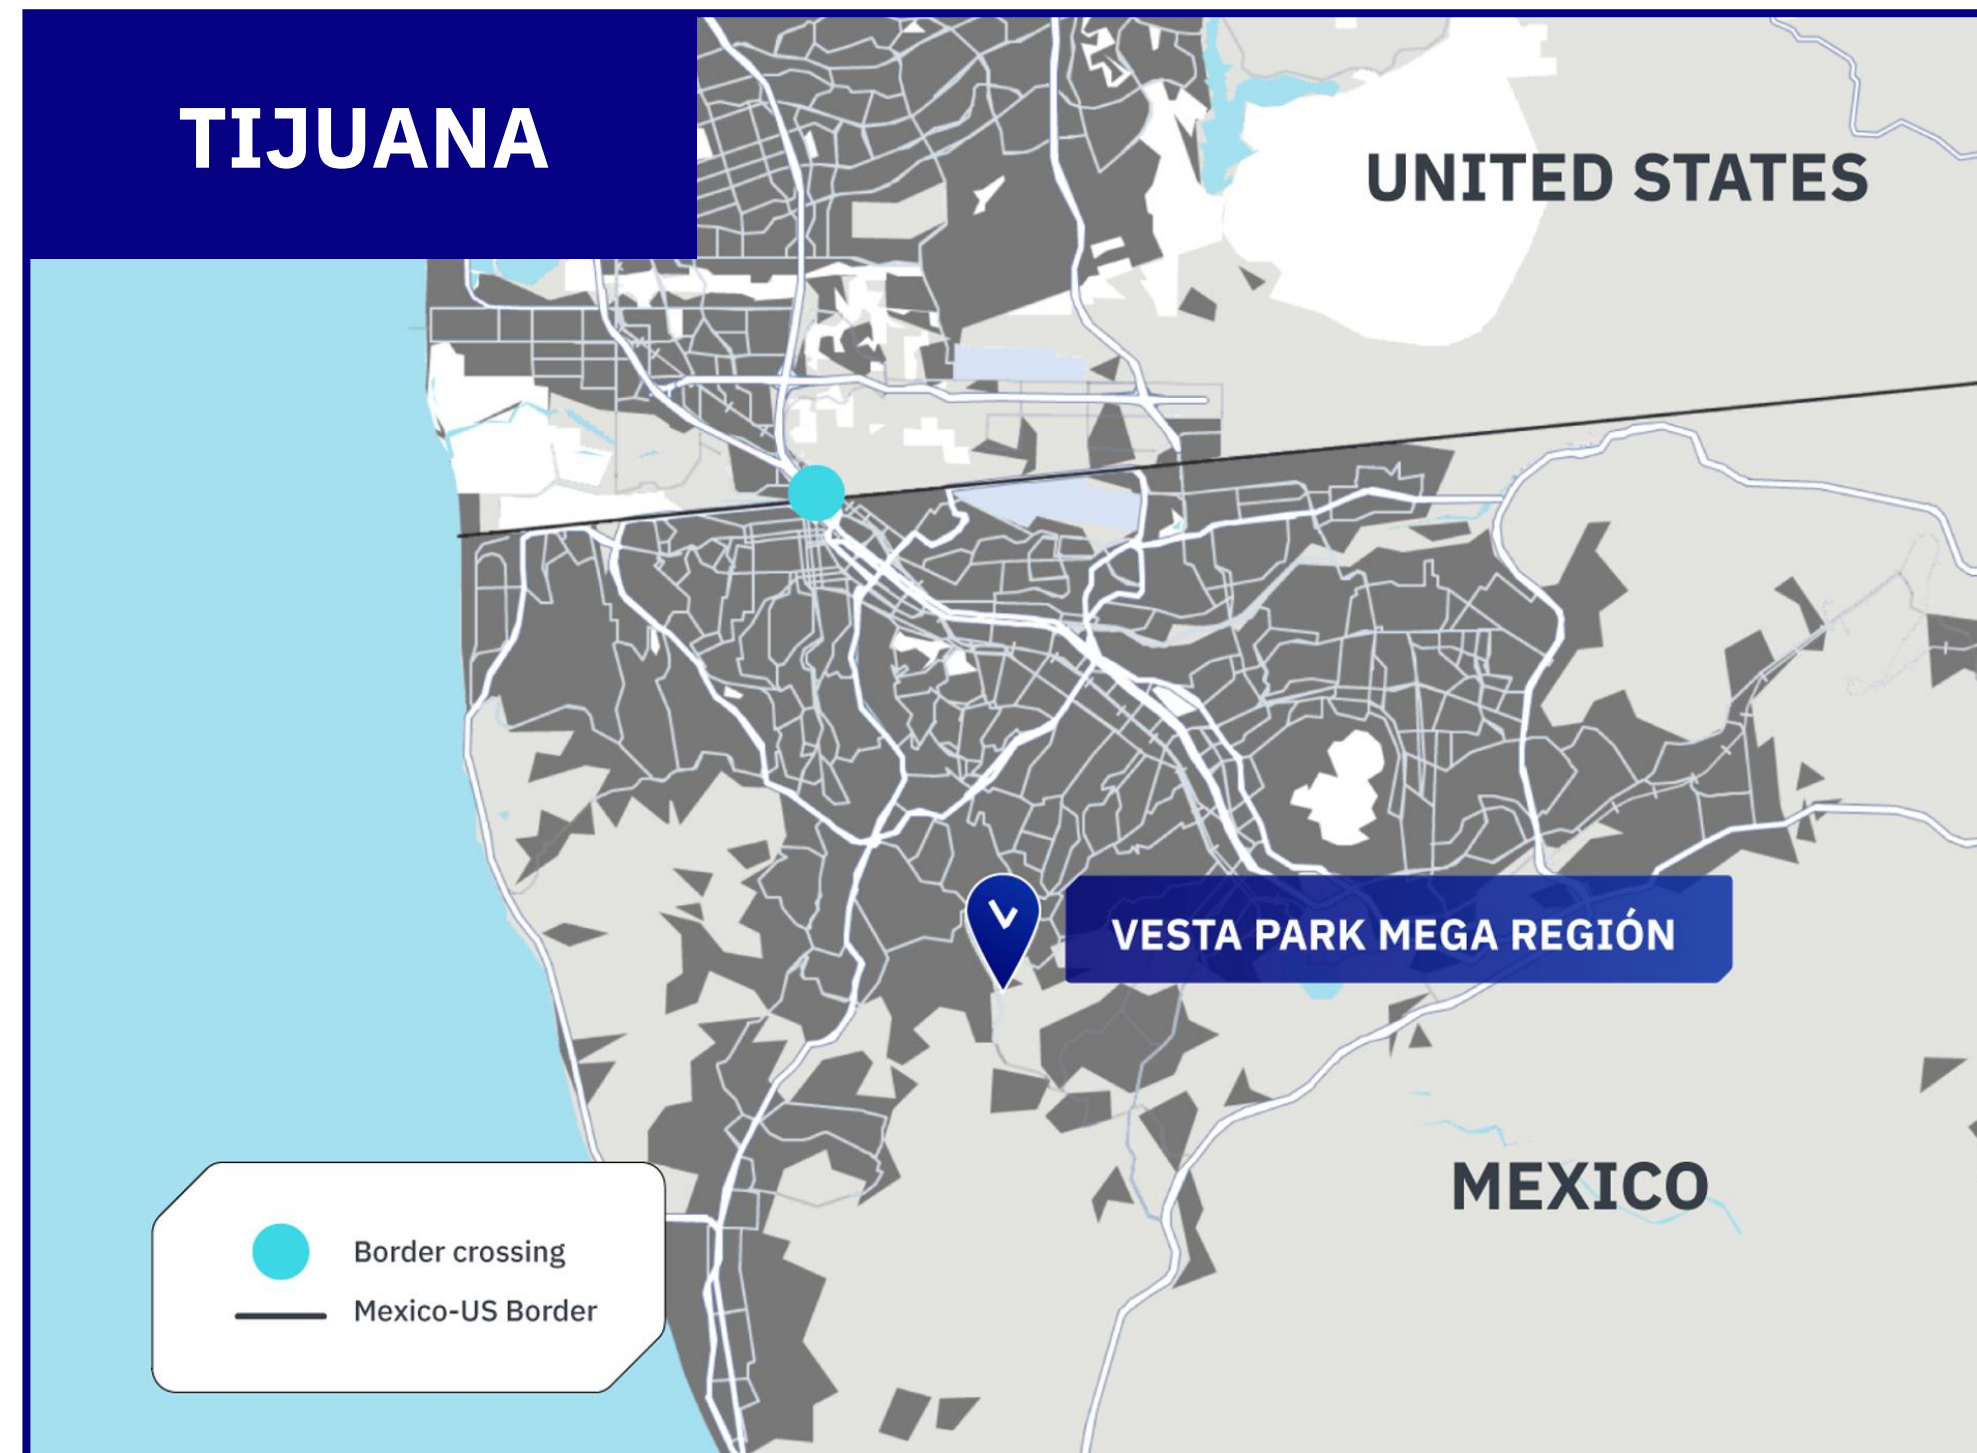 TIJUANA
UNITED STATES
VESTA PARK MEGA REGIÓN
MEXICO
Border crossing
Mexico-US Border